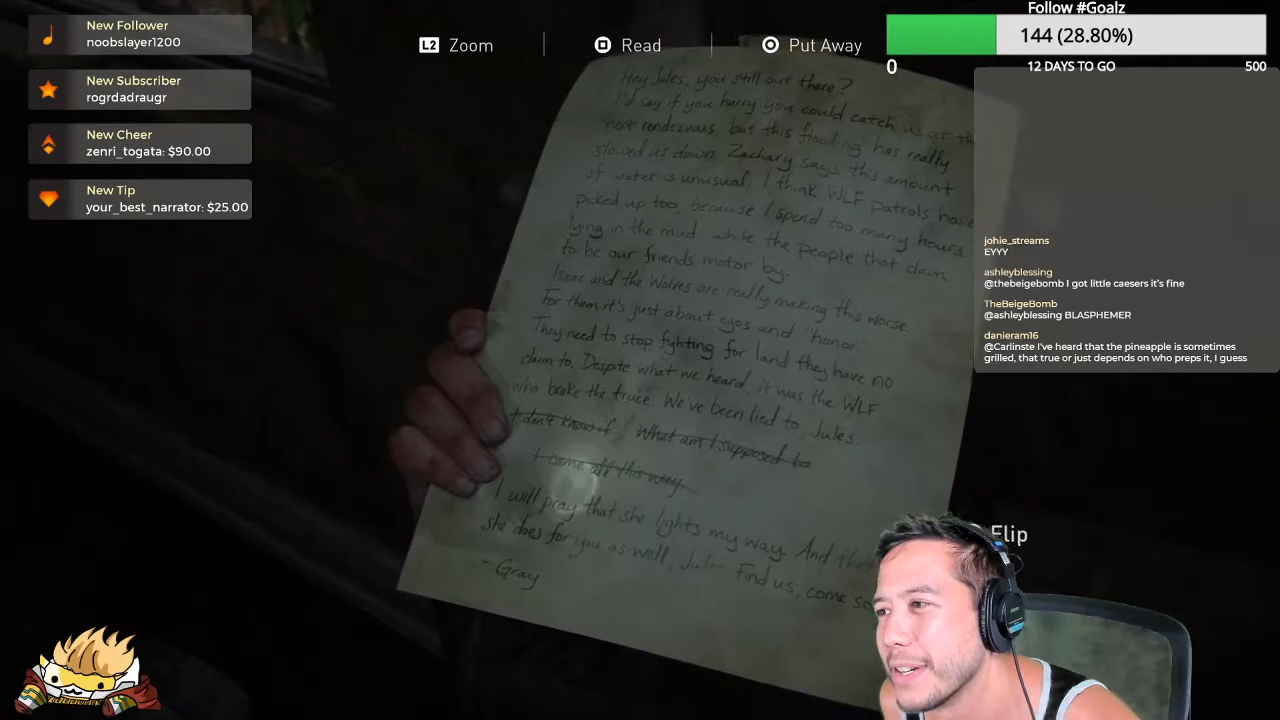 New Follower
noobslayer1200
New Subscriber
rogrdadraugr
New Cheer
zenri_togata: $90.00
New Tip
your_best_narrator: $25.00
L2 Zoom
Read
Put Away
Follow #Goalz
144 (28.80%)
0
12 DAYS TO GO
500
Hey Jules, you still out there?
I'd say if you hurry you could catch us at
next rendezvous, but this flooding has really
slowed us down. Zachary says this amount
of water is unusual. I think WLF patrols have
picked up too, because I spend too many hours
lying in the mud while the people that claim
to be our friends motor by.
Isaac and the Wolves are really making this worse.
For them it's just about egos and "honor"
They need to stop fighting for land they have no
claim to. Despite what we heard, it was the WLF
who broke the truce. We've been lied to, Jules.
I don't know if What am I supposed to
I came all this way
I will pray that she lights my way. And
she does for you as well, Find us, come
- Gray
Flip
johie_streams
EYYY
ashleyblessing
@thebeigebomb I got little caesers it's fine
TheBeigeBomb
@ashleyblessing BLASPHEMER
danieram16
@Carlinste I've heard that the pineapple is sometimes
grilled, that true or just depends on who preps it, I guess